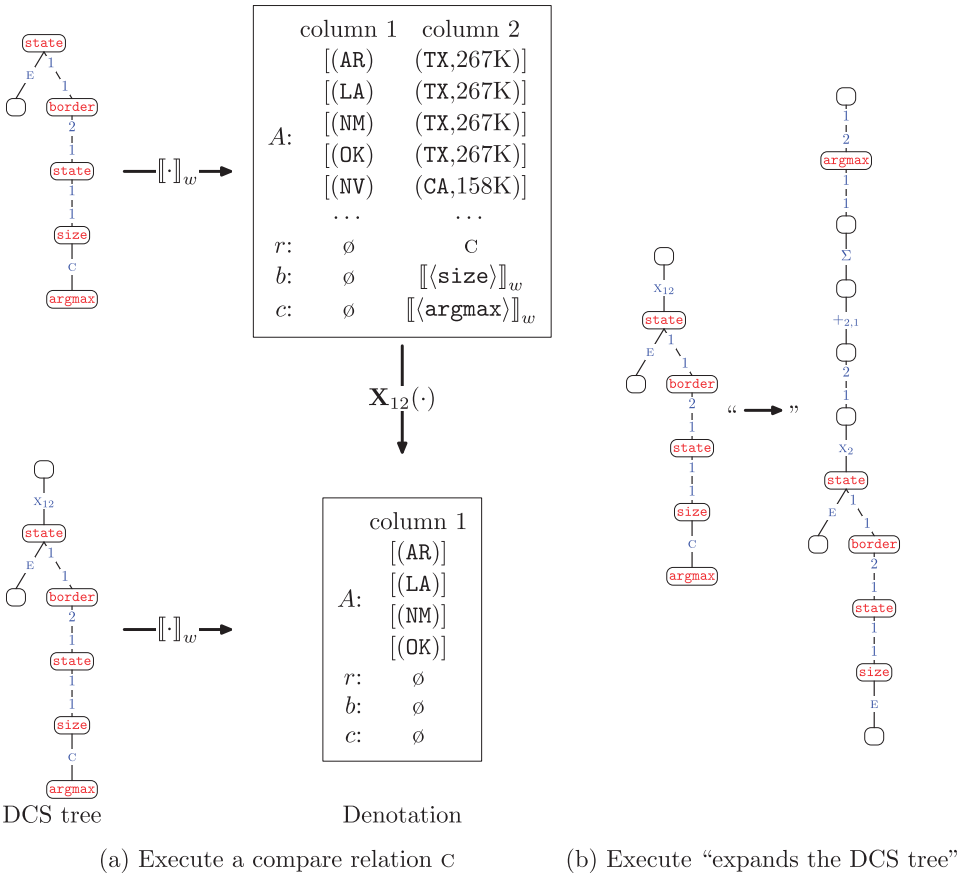 column 1 column 2
[(AR) (TX,267K)]
[(LA) (TX,267K)]
[(NM) (TX,267K)]
A:
[(OK) (TX,267K)]
[(NV) (CA,158K)]
... ...
r: ø C
b: ø ⟦⟨size⟩⟧w
c: ø ⟦⟨argmax⟩⟧w
state
E 1
1
border
2
1
state
1
1
size
C
argmax
⟦·⟧w
X12(·)
X12
state
E 1
1
border
2
1
state
1
1
size
C
argmax
DCS tree
⟦·⟧w
column 1
[(AR)]
[(LA)]
A:
[(NM)]
[(OK)]
r: ø
b: ø
c: ø
Denotation
(a) Execute a compare relation C
X12
state
E 1
1
border
2
1
state
1
1
size
C
argmax
“ ”
1
2
argmax
1
1
Σ
+2,1
2
1
X2
state
E 1
1
border
2
1
state
1
1
size
E
(b) Execute “expands the DCS tree”